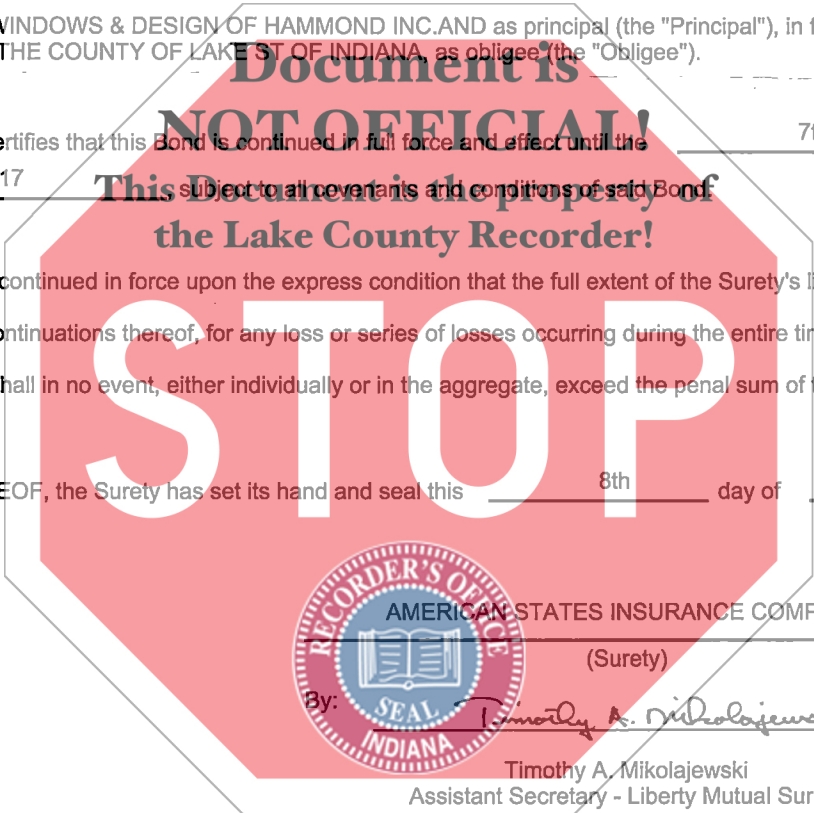 WINDOWS & DESIGN OF HAMMOND INC.AND as principal (the "Principal"), in f
THE COUNTY OF LAKE ST OF INDIANA, as obligee (the "Obligee").
Document is
NOT OFFICIAL!
ertifies that this Bond is continued in full force and effect until the 7t
17 , subject to all covenants and conditions of said Bond.
This Document is the property of
the Lake County Recorder!
continued in force upon the express condition that the full extent of the Surety's li
ontinuations thereof, for any loss or series of losses occurring during the entire tim
hall in no event, either individually or in the aggregate, exceed the penal sum of t
STOP
EOF, the Surety has set its hand and seal this 8th day of
RECORDER'S OFFICE
SEAL
INDIANA
AMERICAN STATES INSURANCE COMP
(Surety)
By: Timothy A. Mikolajews
Timothy A. Mikolajewski
Assistant Secretary - Liberty Mutual Sur